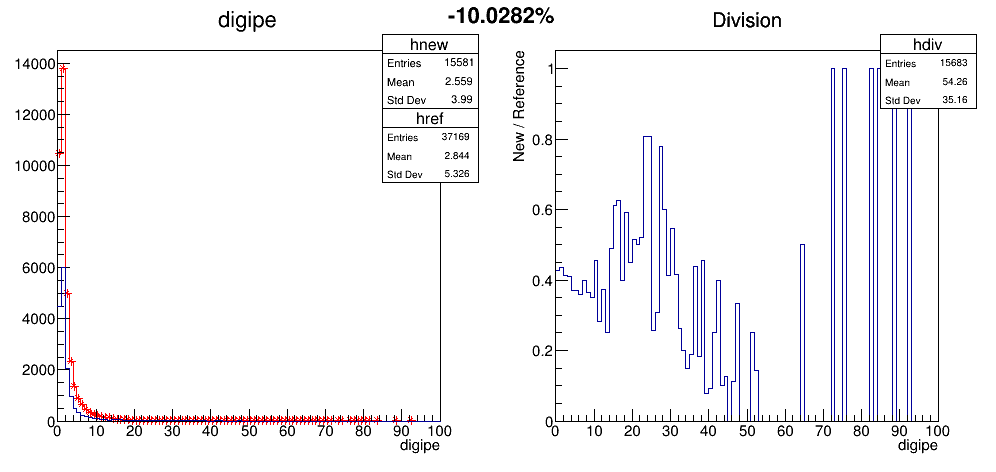 -10.0282%
digipe
hnew
Entries 15581
Mean 2.559
Std Dev 3.99
href
Entries 37169
Mean 2.844
Std Dev 5.326
14000
12000
10000
8000
6000
4000
2000
0
0 10 20 30 40 50 60 70 80 90 100
digipe
Division
hdiv
Entries 15683
Mean 54.26
Std Dev 35.16
New / Reference
1
0.8
0.6
0.4
0.2
0
0 10 20 30 40 50 60 70 80 90 100
digipe